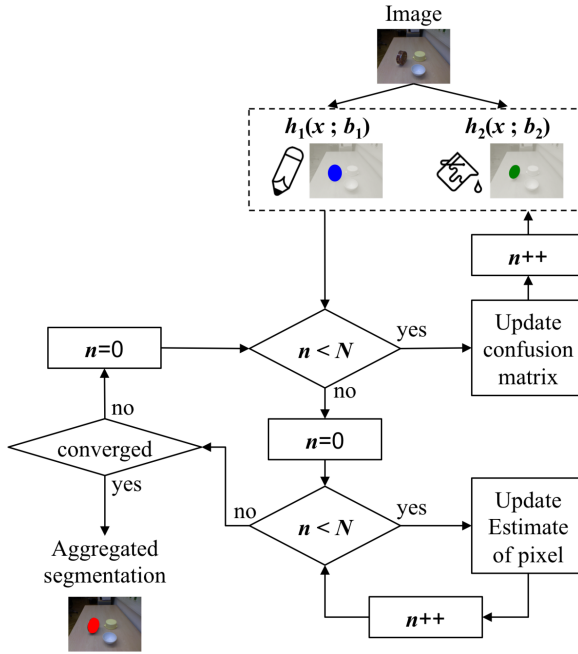 Image
h₁(x ; b₁)
h₂(x ; b₂)
n++
n=0
n < N
yes
Update
confusion
matrix
no
n=0
no
converged
yes
no
n < N
yes
Update
Estimate
of pixel
Aggregated
segmentation
n++